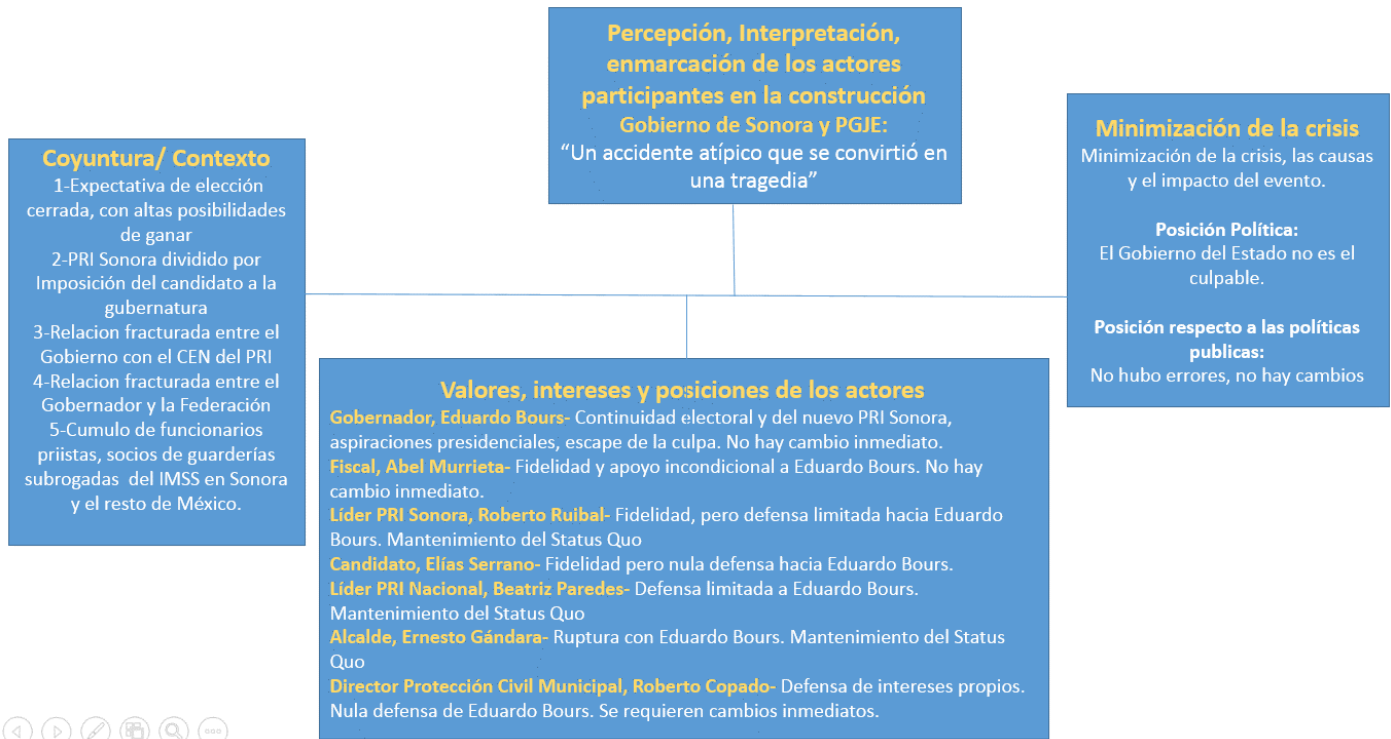 Percepción, Interpretación,
enmarcación de los actores
participantes en la construcción
Gobierno de Sonora y PGJE:
“Un accidente atípico que se convirtió en
una tragedia”
Coyuntura/ Contexto
1-Expectativa de elección
cerrada, con altas posibilidades
de ganar
2-PRI Sonora dividido por
Imposición del candidato a la
gubernatura
3-Relacion fracturada entre el
Gobierno con el CEN del PRI
4-Relacion fracturada entre el
Gobernador y la Federación
5-Cumulo de funcionarios
priistas, socios de guarderías
subrogadas del IMSS en Sonora
y el resto de México.
Minimización de la crisis
Minimización de la crisis, las causas
y el impacto del evento.
Posición Política:
El Gobierno del Estado no es el
culpable.
Posición respecto a las políticas
publicas:
No hubo errores, no hay cambios
Valores, intereses y posiciones de los actores
Gobernador, Eduardo Bours- Continuidad electoral y del nuevo PRI Sonora,
aspiraciones presidenciales, escape de la culpa. No hay cambio inmediato.
Fiscal, Abel Murrieta- Fidelidad y apoyo incondicional a Eduardo Bours. No hay
cambio inmediato.
Líder PRI Sonora, Roberto Ruibal- Fidelidad, pero defensa limitada hacia Eduardo
Bours. Mantenimiento del Status Quo
Candidato, Elías Serrano- Fidelidad pero nula defensa hacia Eduardo Bours.
Líder PRI Nacional, Beatriz Paredes- Defensa limitada a Eduardo Bours.
Mantenimiento del Status Quo
Alcalde, Ernesto Gándara- Ruptura con Eduardo Bours. Mantenimiento del Status
Quo
Director Protección Civil Municipal, Roberto Copado- Defensa de intereses propios.
Nula defensa de Eduardo Bours. Se requieren cambios inmediatos.